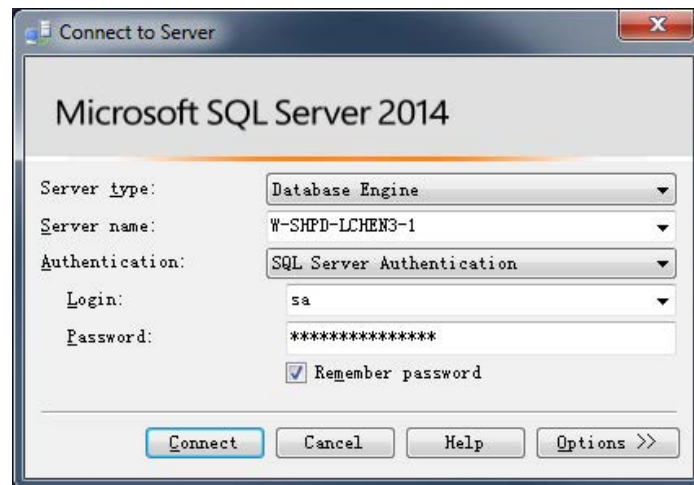 Connect to Server
Microsoft SQL Server 2014
Server type: Database Engine
Server name: W-SHPD-LCHEN3-1
Authentication: SQL Server Authentication
Login: sa
Password: ***************
Remember password
Connect Cancel Help Options >>